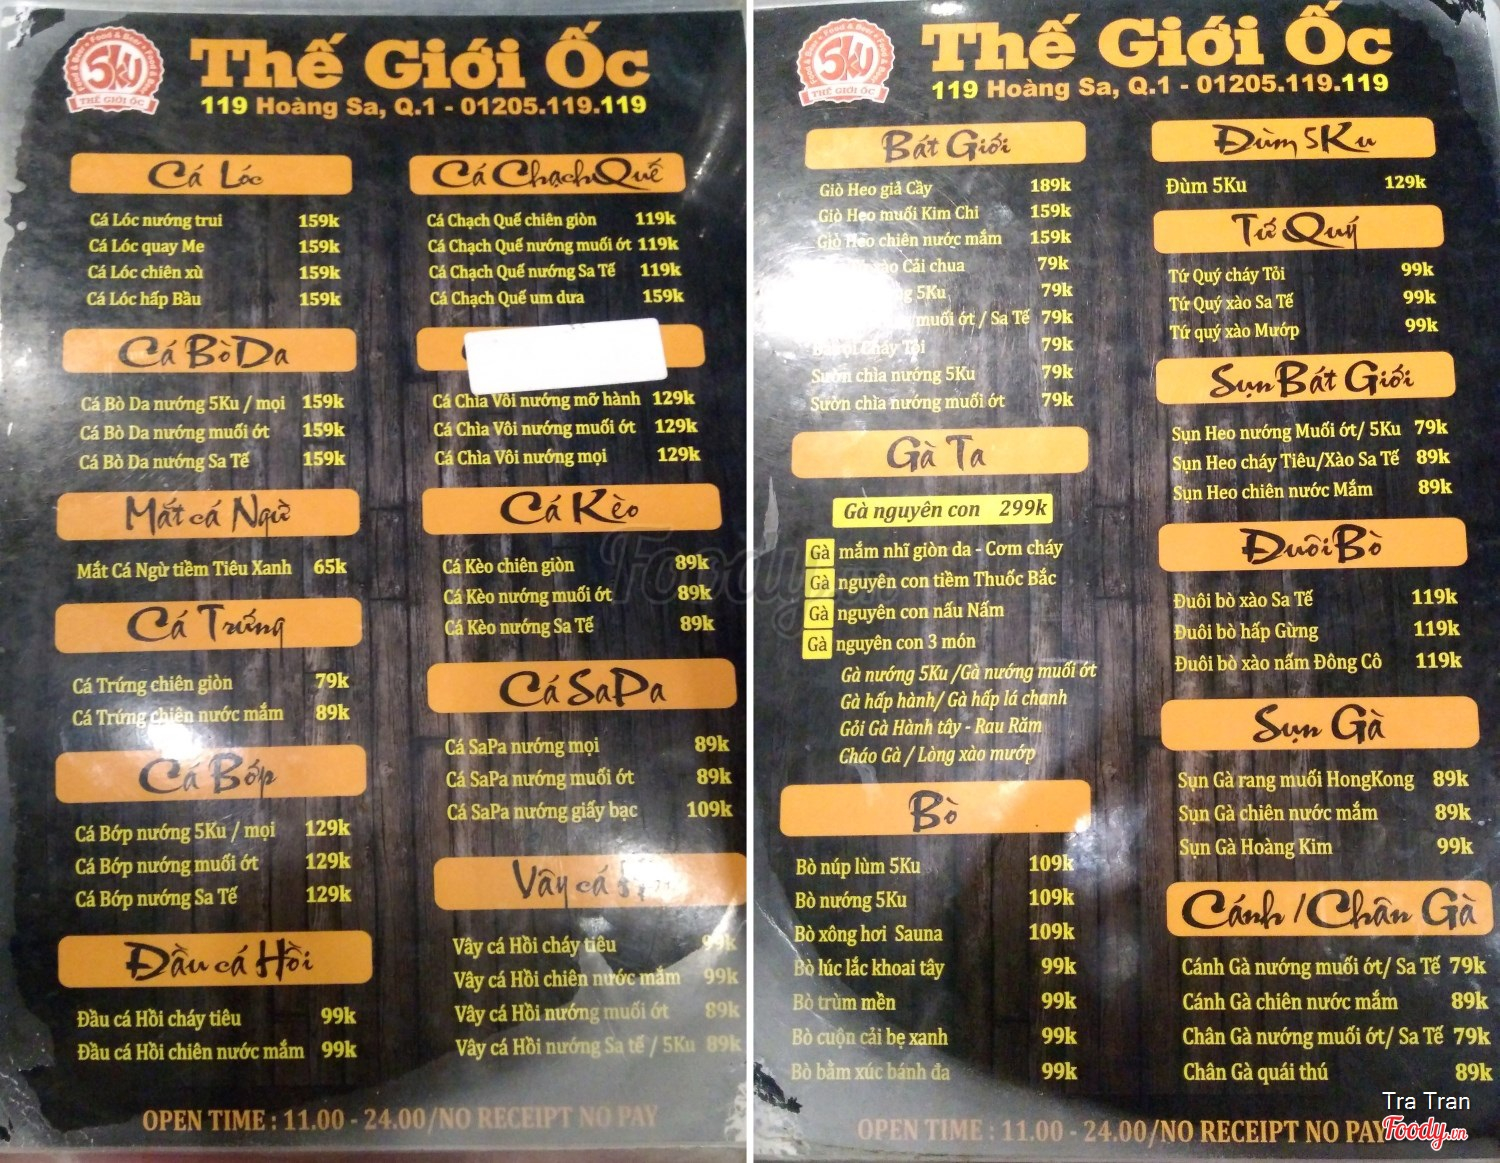 5KU
THẾ GIỚI ỐC
Thế Giới Ốc
119 Hoàng Sa, Q.1 - 01205.119.119
Cá Lóc
Cá Lóc nướng trui 159k
Cá Lóc quay Me 159k
Cá Lóc chiên xù 159k
Cá Lóc hấp Bầu 159k
Cá Bò Da
Cá Bò Da nướng 5Ku / mọi 159k
Cá Bò Da nướng muối ớt 159k
Cá Bò Da nướng Sa Tế 159k
Mắt cá Ngừ
Mắt Cá Ngừ tiềm Tiêu Xanh 65k
Cá Trứng
Cá Trứng chiên giòn 79k
Cá Trứng chiên nước mắm 89k
Cá Bớp
Cá Bớp nướng 5Ku / mọi 129k
Cá Bớp nướng muối ớt 129k
Cá Bớp nướng Sa Tế 129k
Đầu cá Hồi
Đầu cá Hồi cháy tiêu 99k
Đầu cá Hồi chiên nước mắm 99k
Cá Chạch Quế
Cá Chạch Quế chiên giòn 119k
Cá Chạch Quế nướng muối ớt 119k
Cá Chạch Quế nướng Sa Tế 119k
Cá Chạch Quế um dưa 159k
Cá Chìa Vôi nướng mỡ hành 129k
Cá Chìa Vôi nướng muối ớt 129k
Cá Chìa Vôi nướng mọi 129k
Cá Kèo
Cá Kèo chiên giòn 89k
Cá Kèo nướng muối ớt 89k
Cá Kèo nướng Sa Tế 89k
Cá SaPa
Cá SaPa nướng mọi 89k
Cá SaPa nướng muối ớt 89k
Cá SaPa nướng giấy bạc 109k
Vây cá
Vây cá Hồi cháy tiêu 99k
Vây cá Hồi chiên nước mắm 99k
Vây cá Hồi nướng muối ớt 89k
Vây cá Hồi nướng Sa tế / 5Ku 89k
OPEN TIME : 11.00 - 24.00/NO RECEIPT NO PAY
5KU
THẾ GIỚI ỐC
Thế Giới Ốc
119 Hoàng Sa, Q.1 - 01205.119.119
Bát Giới
Giò Heo giả Cầy 189k
Giò Heo muối Kim Chi 159k
Giò Heo chiên nước mắm 159k
Cải chua 79k
5Ku 79k
muối ớt / Sa Tế 79k
cháy Tỏi 79k
Sườn chìa nướng 5Ku 79k
Sườn chìa nướng muối ớt 79k
Gà Ta
Gà nguyên con 299k
Gà mắm nhĩ giòn da - Cơm cháy
Gà nguyên con tiềm Thuốc Bắc
Gà nguyên con nấu Nấm
Gà nguyên con 3 món
Gà nướng 5Ku /Gà nướng muối ớt
Gà hấp hành/ Gà hấp lá chanh
Gỏi Gà Hành tây - Rau Răm
Cháo Gà / Lòng xào mướp
Bò
Bò núp lùm 5Ku 109k
Bò nướng 5Ku 109k
Bò xông hơi Sauna 109k
Bò lúc lắc khoai tây 99k
Bò trùm mền 99k
Bò cuộn cải bẹ xanh 99k
Bò bằm xúc bánh đa 99k
Đùm 5Ku
Đùm 5Ku 129k
Tứ Quý
Tứ Quý cháy Tỏi 99k
Tứ Quý xào Sa Tế 99k
Tứ quý xào Mướp 99k
Sụn Bát Giới
Sụn Heo nướng Muối ớt/ 5Ku 79k
Sụn Heo cháy Tiêu/Xào Sa Tế 89k
Sụn Heo chiên nước Mắm 89k
Đuôi Bò
Đuôi bò xào Sa Tế 119k
Đuôi bò hấp Gừng 119k
Đuôi bò xào nấm Đông Cô 119k
Sụn Gà
Sụn Gà rang muối HongKong 89k
Sụn Gà chiên nước mắm 89k
Sụn Gà Hoàng Kim 99k
Cánh / Chân Gà
Cánh Gà nướng muối ớt/ Sa Tế 79k
Cánh Gà chiên nước mắm 89k
Chân Gà nướng muối ớt/ Sa Tế 79k
Chân Gà quái thú 89k
OPEN TIME : 11.00 - 24.00/NO RECEIPT NO PAY
Foody
Tra Tran
Foody.vn